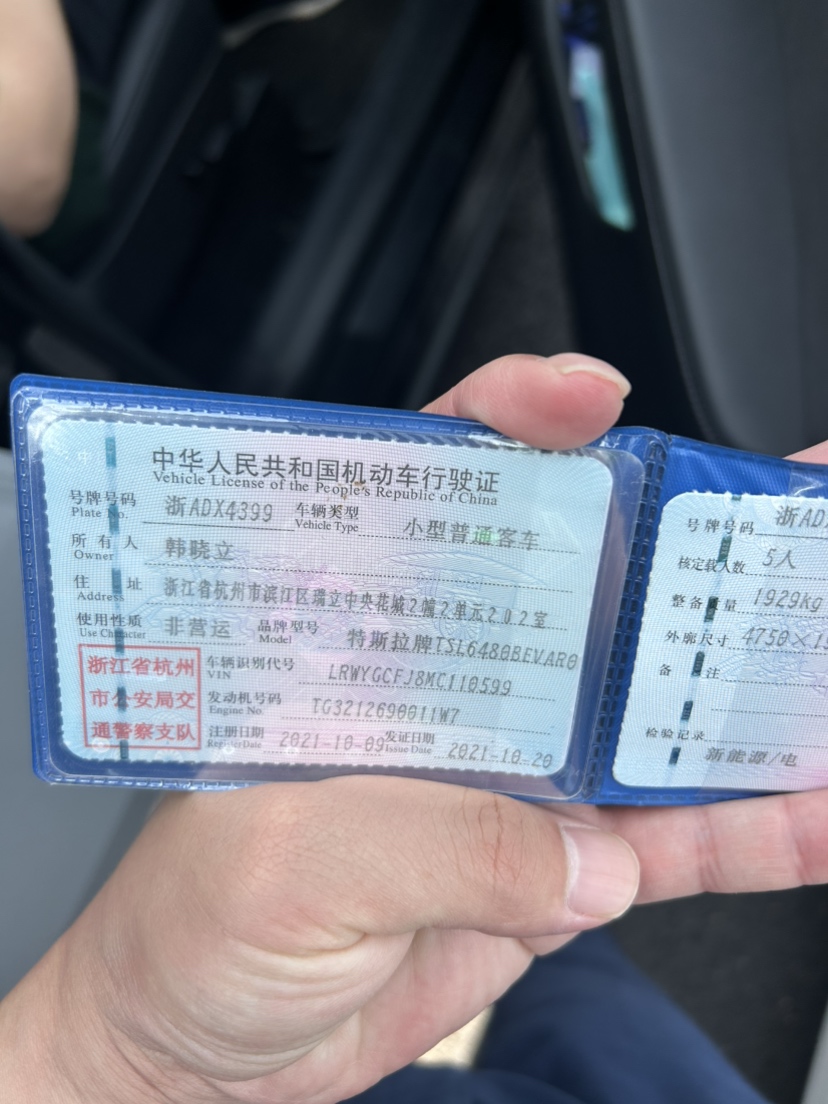 中华人民共和国机动车行驶证
Vehicle License of the People's Republic of China
号牌号码 浙ADX4399 车辆类型 小型普通客车
Plate No. Vehicle Type
所有人 韩晓立
Owner
住址 浙江省杭州市滨江区瑞立中央花城2幢2单元202室
Address
使用性质 非营运 品牌型号 特斯拉牌TSL6480BEVAR0
Use Character Model
浙江省杭州
市公安局交
通警察支队
车辆识别代号 LRWYGCFJ8MC110599
VIN
发动机号码 TG3212690011W7
Engine No.
注册日期 2021-10-09 发证日期 2021-10-20
Register Date Issue Date
号牌号码 浙AD
核定载人数 5人
整备质量 1929kg
外廓尺寸 4750×19
备注
检验记录
新能源/电